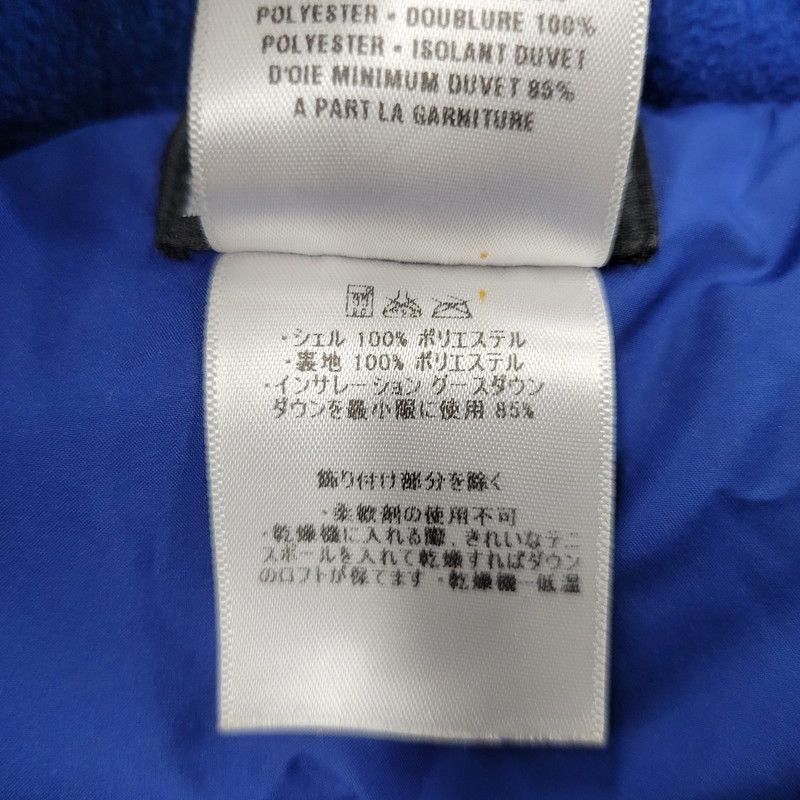 POLYESTER • DOUBLURE 100%
POLYESTER • ISOLANT DUVET
D'OIE MINIMUM DUVET 85%
A PART LA GARNITURE
・シェル 100% ポリエステル
・裏地 100% ポリエステル
・インサレーション グースダウン
ダウンを最小限に使用 85%
飾り付け部分を除く
・柔軟剤の使用不可
・乾燥機に入れる際、きれいなテニ
スボールを入れて乾燥すればダウン
のロフトが保てます・乾燥機－低温